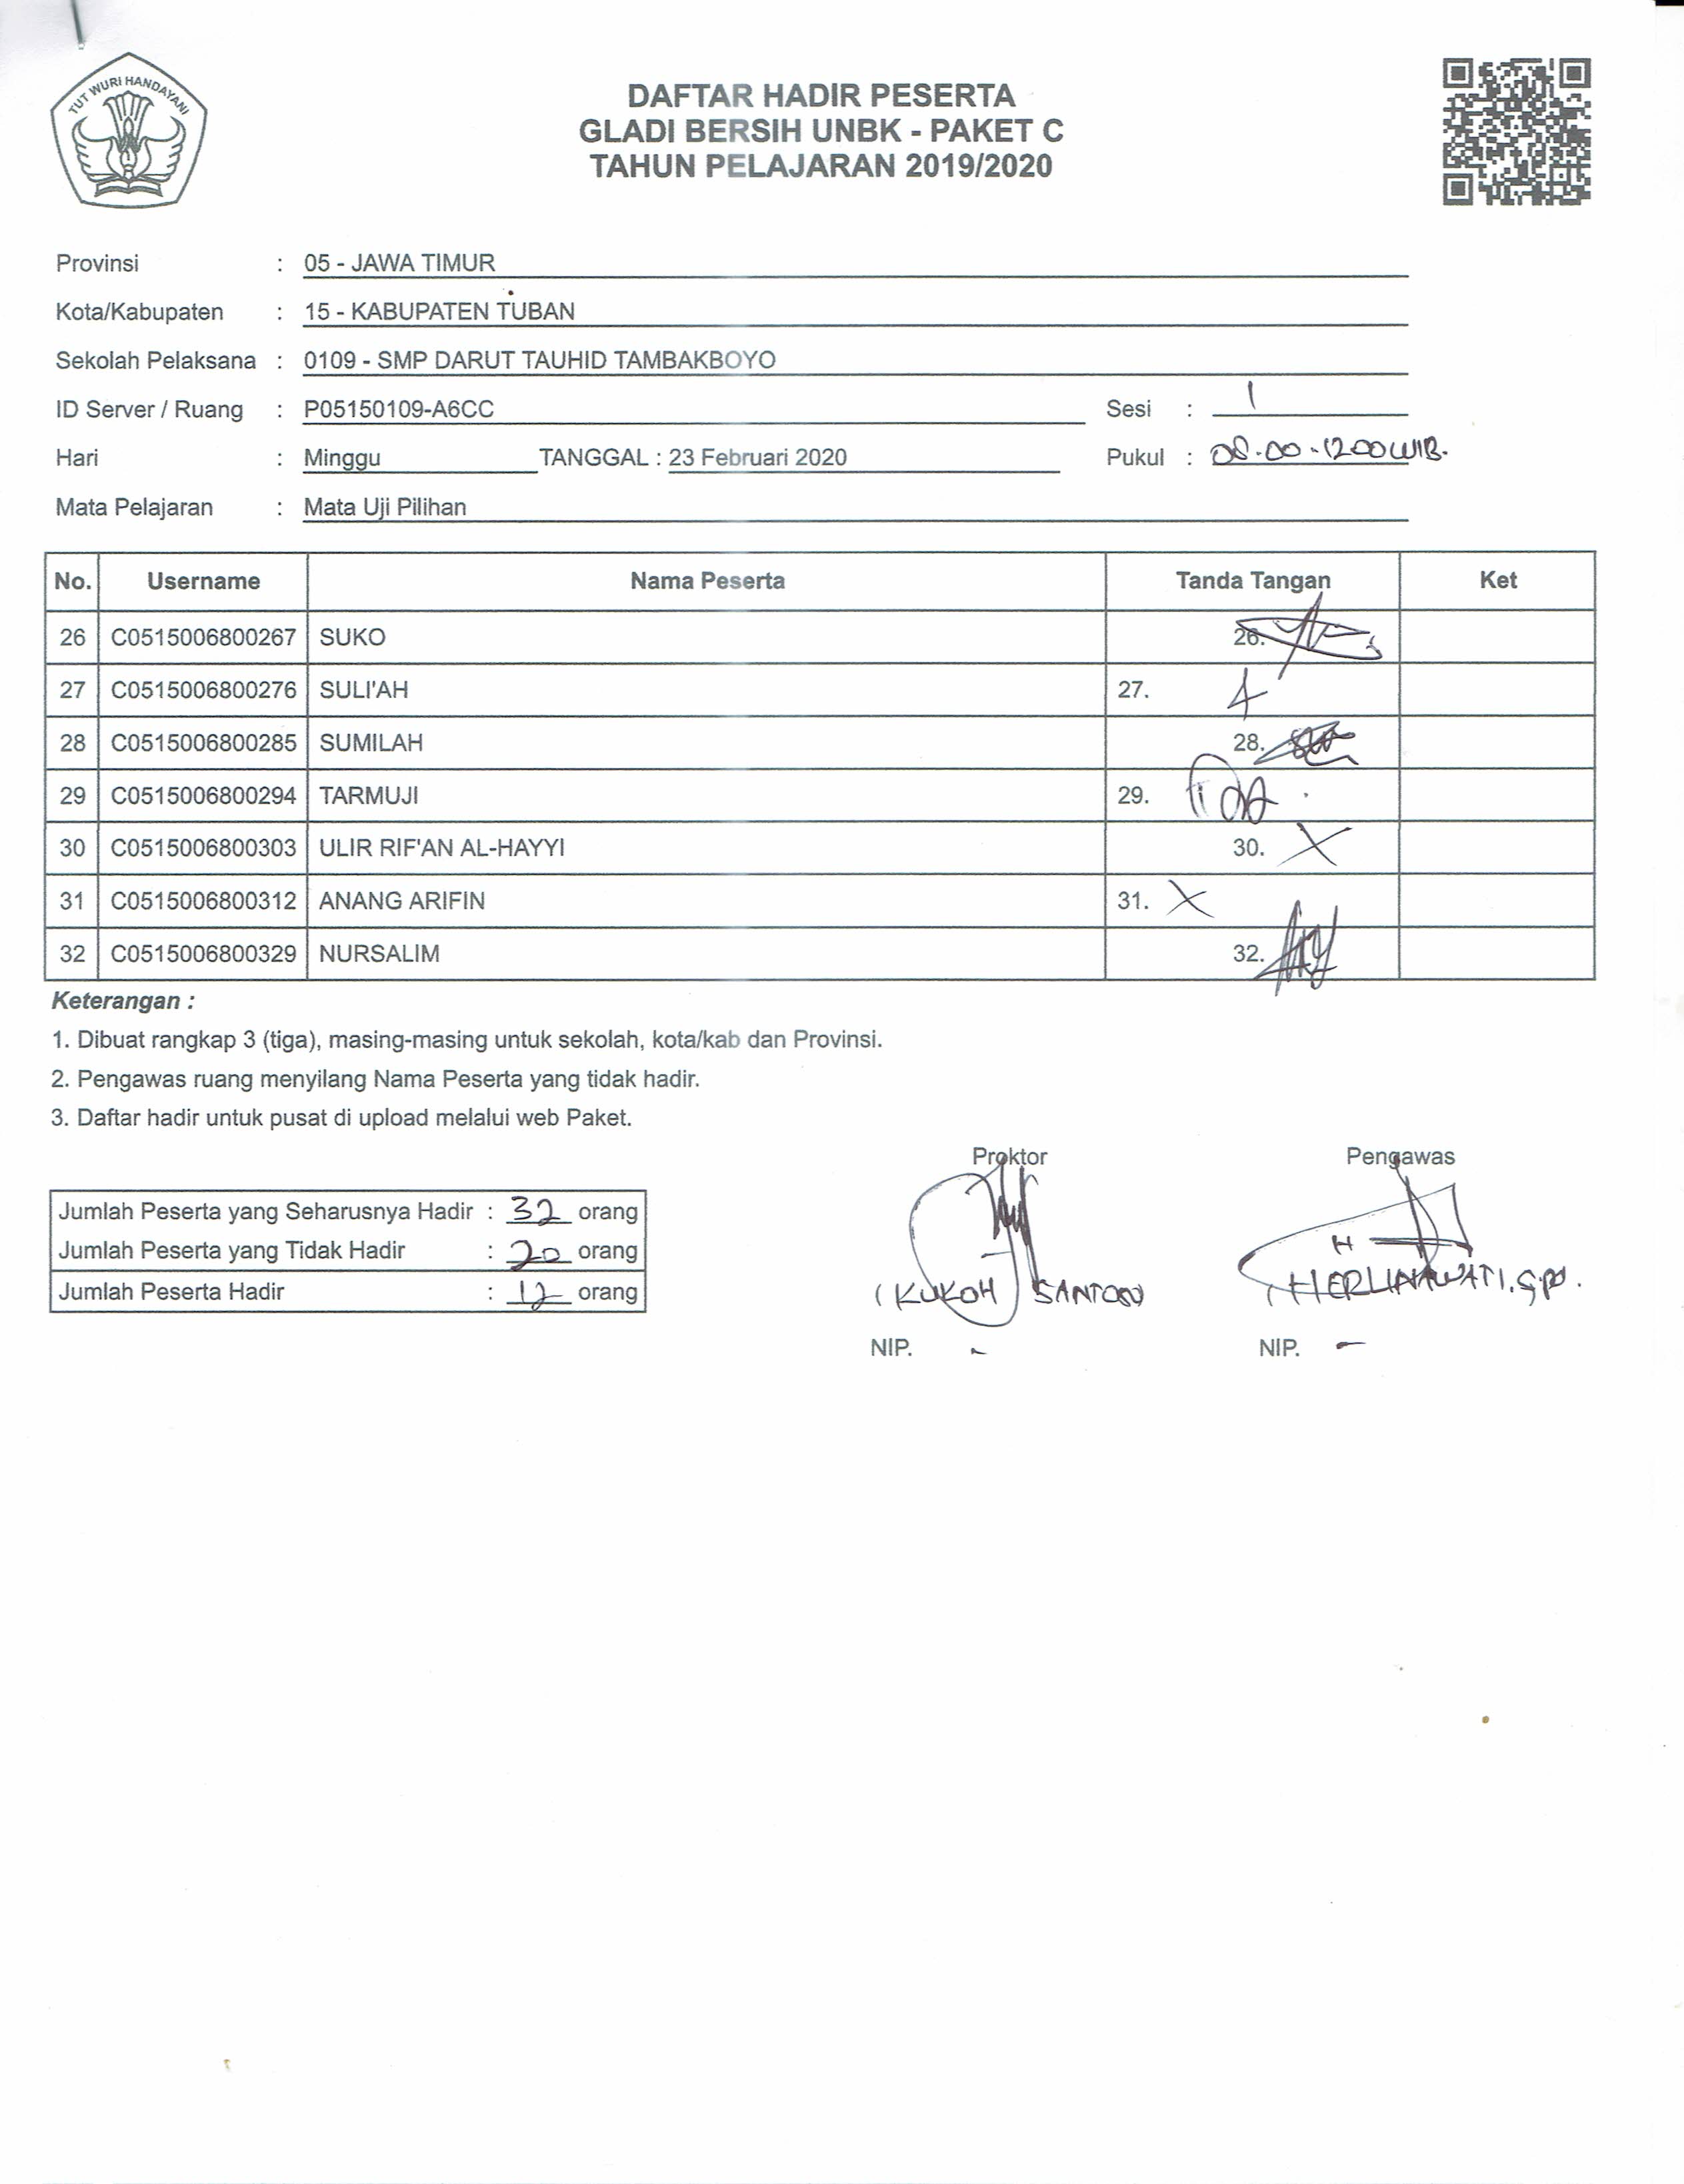 TUT WURI HANDAYANI
DAFTAR HADIR PESERTA
GLADI BERSIH UNBK - PAKET C
TAHUN PELAJARAN 2019/2020
Provinsi : 05 - JAWA TIMUR
Kota/Kabupaten : 15 - KABUPATEN TUBAN
Sekolah Pelaksana : 0109 - SMP DARUT TAUHID TAMBAKBOYO
ID Server / Ruang : P05150109-A6CC Sesi : 1
Hari : Minggu TANGGAL : 23 Februari 2020 Pukul : 08.00 - 12.00 WIB.
Mata Pelajaran : Mata Uji Pilihan
No. Username Nama Peserta Tanda Tangan Ket
26 C0515006800267 SUKO 26.
27 C0515006800276 SULI'AH 27.
28 C0515006800285 SUMILAH 28.
29 C0515006800294 TARMUJI 29.
30 C0515006800303 ULIR RIF'AN AL-HAYYI 30. X
31 C0515006800312 ANANG ARIFIN 31. X
32 C0515006800329 NURSALIM 32.
Keterangan :
1. Dibuat rangkap 3 (tiga), masing-masing untuk sekolah, kota/kab dan Provinsi.
2. Pengawas ruang menyilang Nama Peserta yang tidak hadir.
3. Daftar hadir untuk pusat di upload melalui web Paket.
Proktor Pengawas
Jumlah Peserta yang Seharusnya Hadir : 32 orang
Jumlah Peserta yang Tidak Hadir : 20 orang
Jumlah Peserta Hadir : 12 orang
(KUKOH SANTOSO) (HERLINAWATI, S.Pd.
NIP. - NIP. -